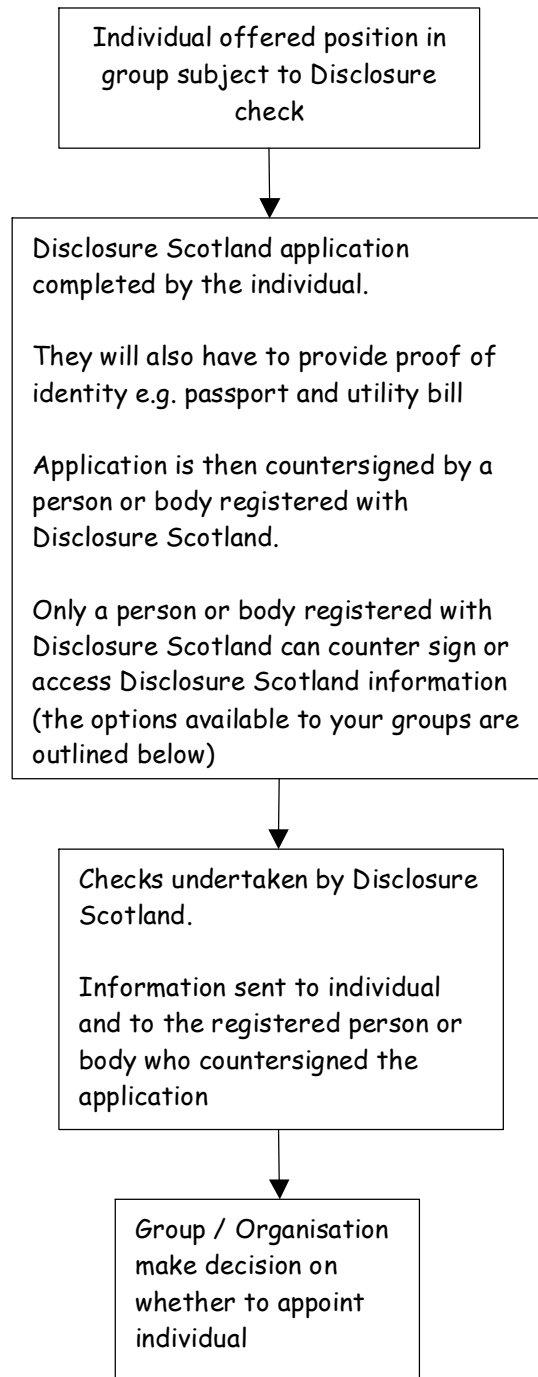 Individual offered position in
group subject to Disclosure
check
Disclosure Scotland application
completed by the individual.
They will also have to provide proof of
identity e.g. passport and utility bill
Application is then countersigned by a
person or body registered with
Disclosure Scotland.
Only a person or body registered with
Disclosure Scotland can counter sign or
access Disclosure Scotland information
(the options available to your groups are
outlined below)
Checks undertaken by Disclosure
Scotland.
Information sent to individual
and to the registered person or
body who countersigned the
application
Group / Organisation
make decision on
whether to appoint
individual